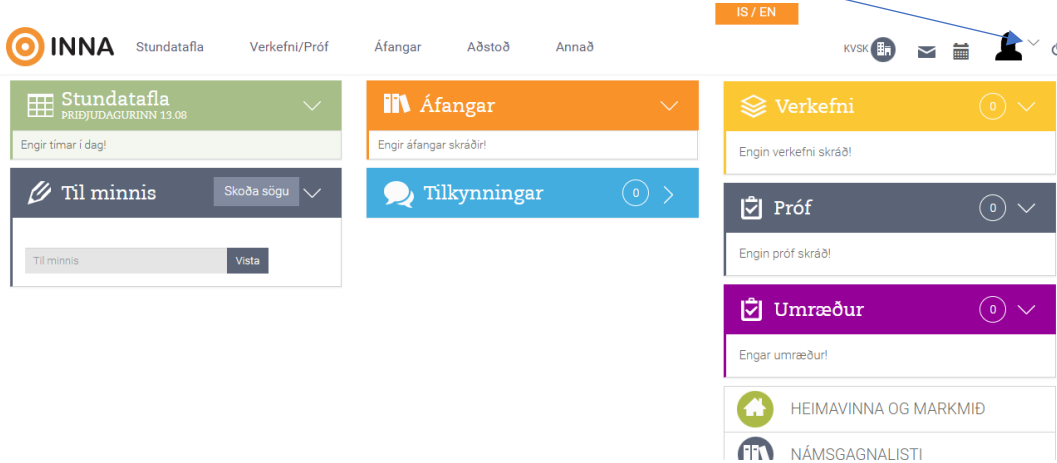 IS / EN
INNA
Stundatafla
Verkefni/Próf
Áfangar
Aðstoð
Annað
KVSK
Stundatafla
ÞRIÐJUDAGURINN 13.08
Engir tímar í dag!
Til minnis
Skoða sögu
Til minnis
Vista
Áfangar
Engir áfangar skráðir!
Tilkynningar
0
Verkefni
0
Engin verkefni skráð!
Próf
0
Engin próf skráð!
Umræður
0
Engar umræður!
HEIMAVINNA OG MARKMIÐ
NÁMSGAGNALISTI